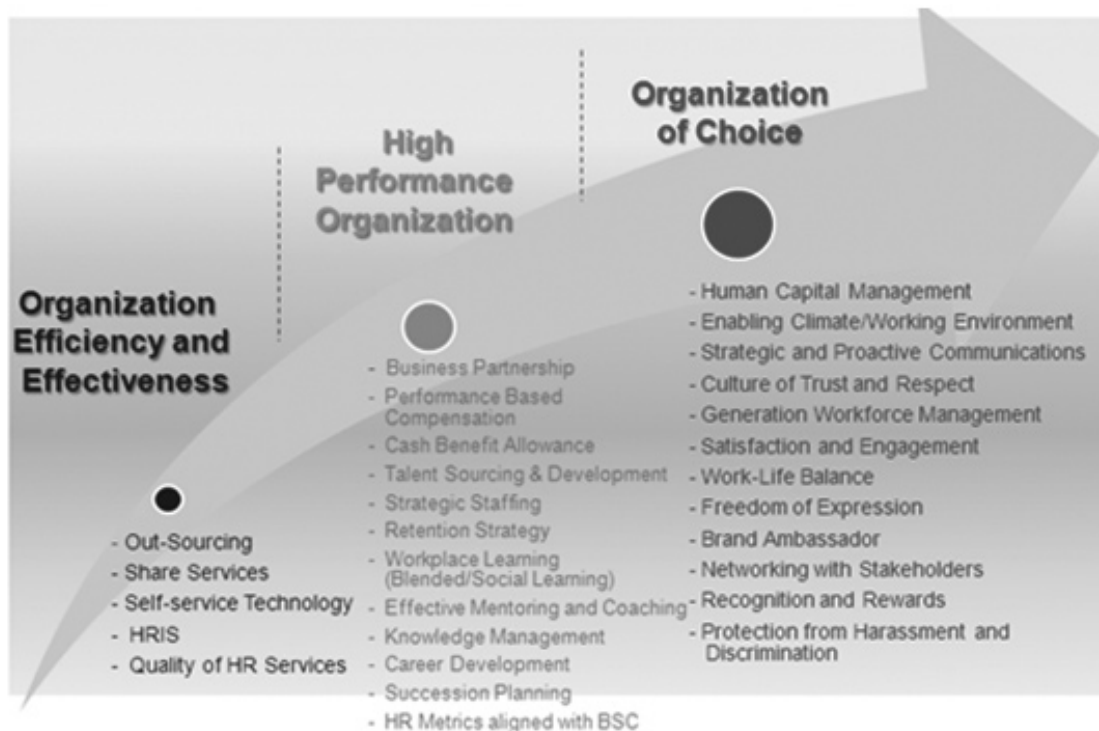 Organization
Efficiency and
Effectiveness
- Out-Sourcing
- Share Services
- Self-service Technology
- HRIS
- Quality of HR Services
High
Performance
Organization
- Business Partnership
- Performance Based
Compensation
- Cash Benefit Allowance
- Talent Sourcing & Development
- Strategic Staffing
- Retention Strategy
- Workplace Learning
(Blended/Social Learning)
- Effective Mentoring and Coaching
- Knowledge Management
- Career Development
- Succession Planning
- HR Metrics aligned with BSC
Organization
of Choice
- Human Capital Management
- Enabling Climate/Working Environment
- Strategic and Proactive Communications
- Culture of Trust and Respect
- Generation Workforce Management
- Satisfaction and Engagement
- Work-Life Balance
- Freedom of Expression
- Brand Ambassador
- Networking with Stakeholders
- Recognition and Rewards
- Protection from Harassment and
Discrimination